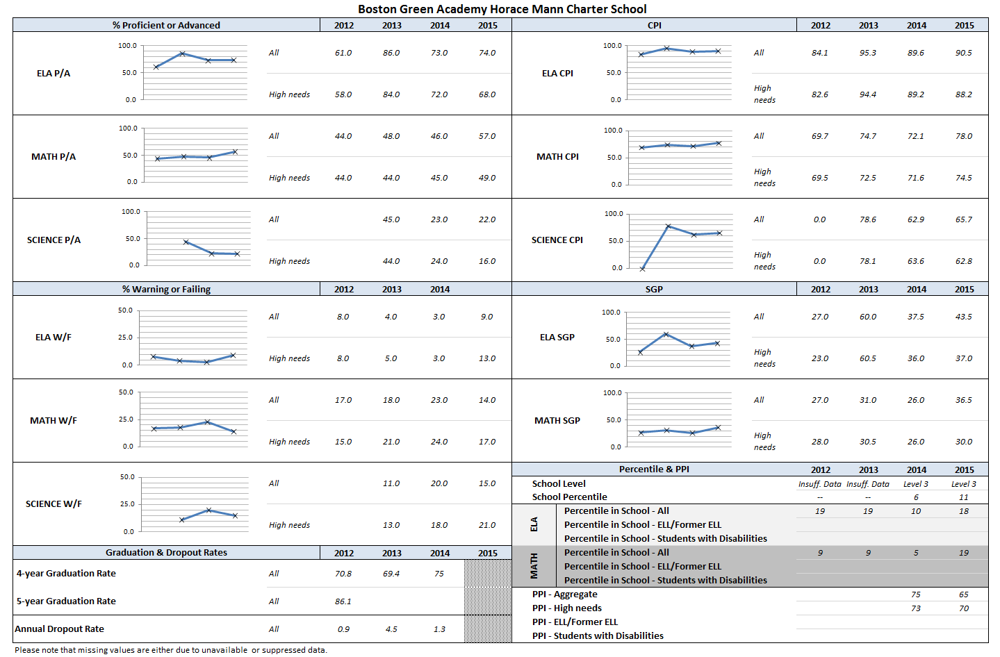 Boston Green Academy Horace Mann Charter School
% Proficient or Advanced 2012 2013 2014 2015
ELA P/A
100.0
50.0
0.0
All 61.0 86.0 73.0 74.0
High needs 58.0 84.0 72.0 68.0
MATH P/A
100.0
50.0
0.0
All 44.0 48.0 46.0 57.0
High needs 44.0 44.0 45.0 49.0
SCIENCE P/A
100.0
50.0
0.0
All 45.0 23.0 22.0
High needs 44.0 24.0 16.0
% Warning or Failing 2012 2013 2014
ELA W/F
50.0
25.0
0.0
All 8.0 4.0 3.0 9.0
High needs 8.0 5.0 3.0 13.0
MATH W/F
50.0
25.0
0.0
All 17.0 18.0 23.0 14.0
High needs 15.0 21.0 24.0 17.0
SCIENCE W/F
50.0
25.0
0.0
All 11.0 20.0 15.0
High needs 13.0 18.0 21.0
Graduation & Dropout Rates 2012 2013 2014 2015
4-year Graduation Rate All 70.8 69.4 75
5-year Graduation Rate All 86.1
Annual Dropout Rate All 0.9 4.5 1.3
CPI 2012 2013 2014 2015
ELA CPI
100.0
50.0
0.0
All 84.1 95.3 89.6 90.5
High
needs 82.6 94.4 89.2 88.2
MATH CPI
100.0
50.0
0.0
All 69.7 74.7 72.1 78.0
High
needs 69.5 72.5 71.6 74.5
SCIENCE CPI
100.0
50.0
0.0
All 0.0 78.6 62.9 65.7
High
needs 0.0 78.1 63.6 62.8
SGP 2012 2013 2014 2015
ELA SGP
100.0
50.0
0.0
All 27.0 60.0 37.5 43.5
High
needs 23.0 60.5 36.0 37.0
MATH SGP
100.0
50.0
0.0
All 27.0 31.0 26.0 36.5
High
needs 28.0 30.5 26.0 30.0
Percentile & PPI 2012 2013 2014 2015
School Level Insuff. Data Insuff. Data Level 3 Level 3
School Percentile -- -- 6 11
ELA
Percentile in School - All 19 19 10 18
Percentile in School - ELL/Former ELL
Percentile in School - Students with Disabilities
MATH
Percentile in School - All 9 9 5 19
Percentile in School - ELL/Former ELL
Percentile in School - Students with Disabilities
PPI - Aggregate 75 65
PPI - High needs 73 70
PPI - ELL/Former ELL
PPI - Students with Disabilities
Please note that missing values are either due to unavailable or suppressed data.